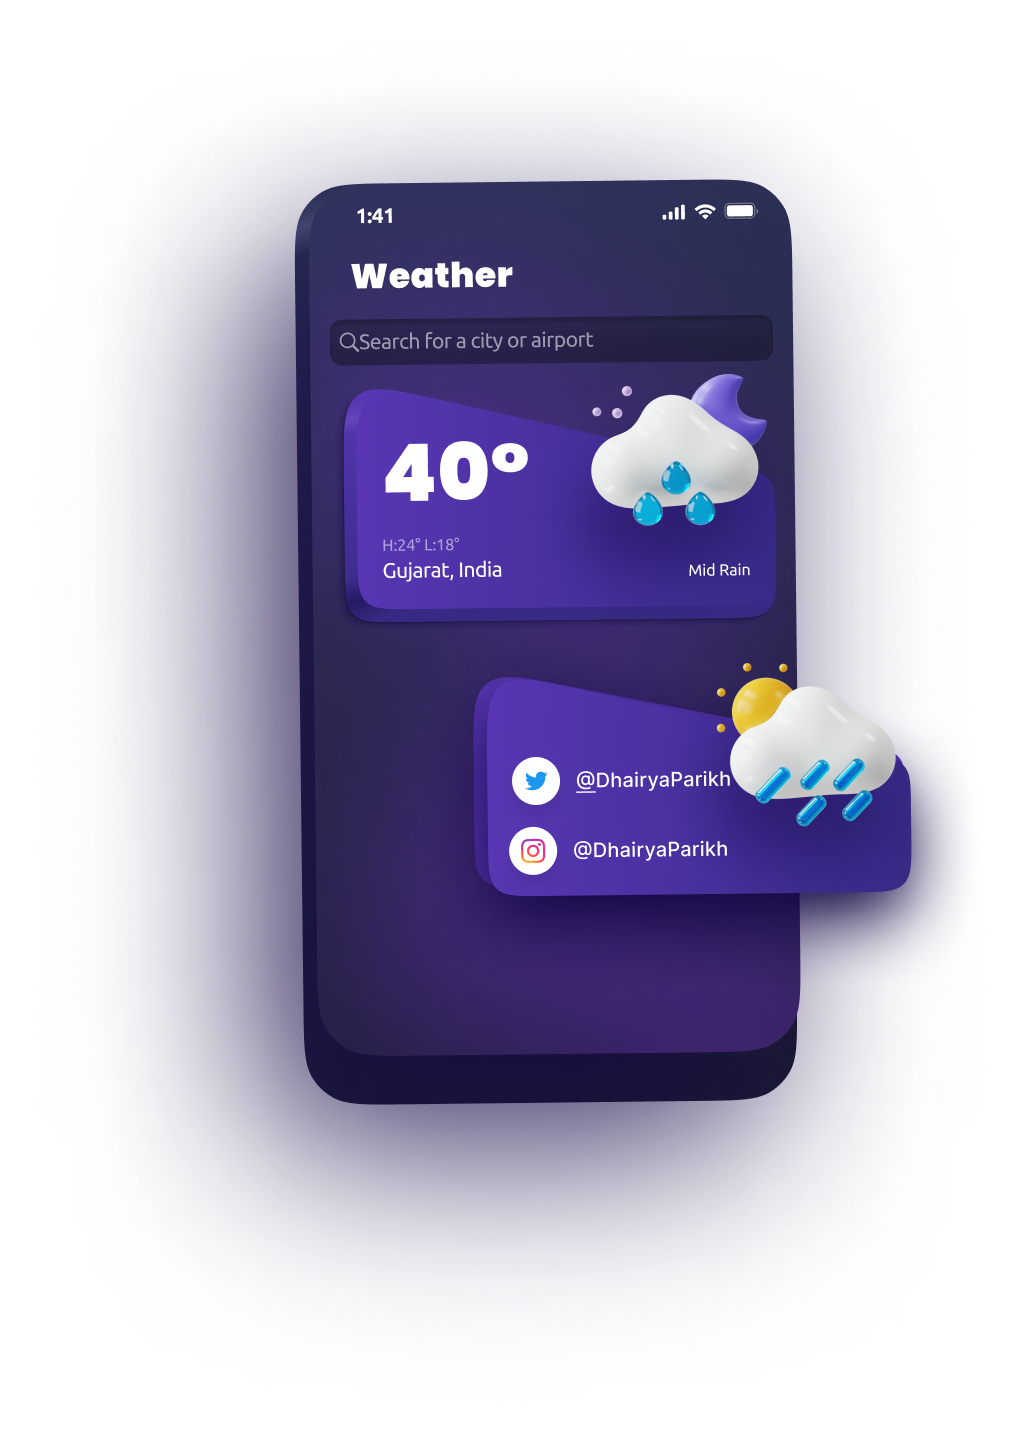 1:41
Weather
Search for a city or airport
40°
H:24° L:18°
Gujarat, India
Mid Rain
@DhairyaParikh
@DhairyaParikh